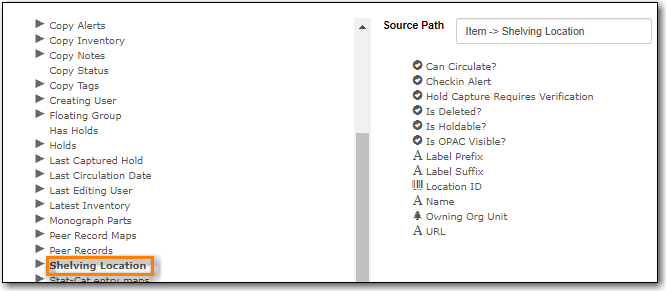 Copy Alerts
Copy Inventory
Copy Notes
Copy Status
Copy Tags
Creating User
Floating Group
Has Holds
Holds
Last Captured Hold
Last Circulation Date
Last Editing User
Latest Inventory
Monograph Parts
Peer Record Maps
Peer Records
Shelving Location
Stat-Cat entry maps
Source Path
Item -> Shelving Location
Can Circulate?
Checkin Alert
Hold Capture Requires Verification
Is Deleted?
Is Holdable?
Is OPAC Visible?
Label Prefix
Label Suffix
Location ID
Name
Owning Org Unit
URL